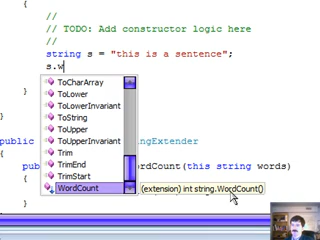 {
//
// TODO: Add constructor logic here
//
string s = "this is a sentence";
s.w
ToCharArray
ToLower
ToLowerInvariant
ToString
ToUpper
ToUpperInvariant
Trim
TrimEnd
TrimStart
WordCount
(extension) int string.WordCount()
}
}
public
ingExtender
{
pub
ordCount(this string words)
{
}